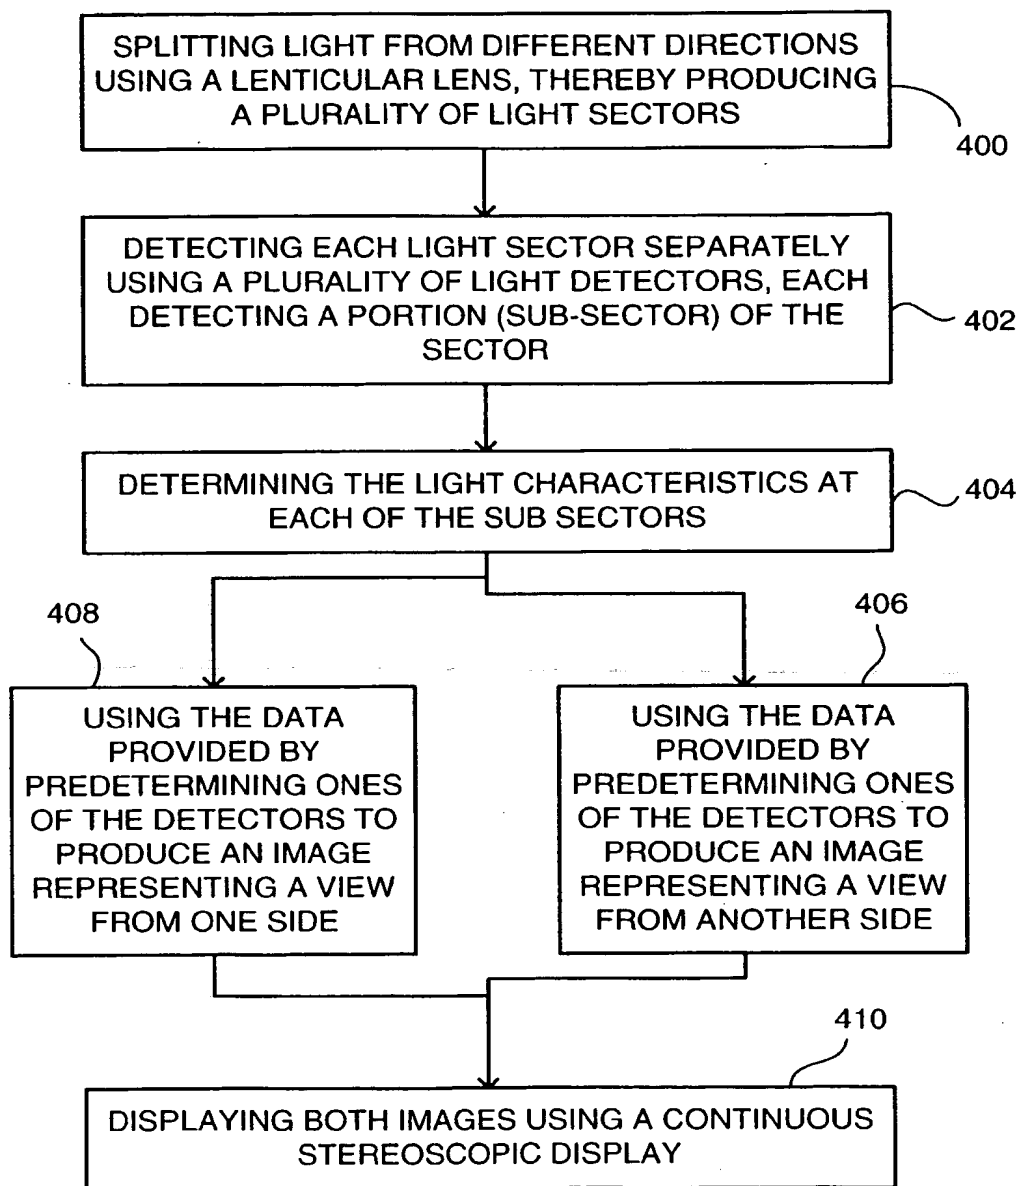 SPLITTING LIGHT FROM DIFFERENT DIRECTIONS
USING A LENTICULAR LENS, THEREBY PRODUCING
A PLURALITY OF LIGHT SECTORS
400
DETECTING EACH LIGHT SECTOR SEPARATELY
USING A PLURALITY OF LIGHT DETECTORS, EACH
DETECTING A PORTION (SUB-SECTOR) OF THE
SECTOR
402
DETERMINING THE LIGHT CHARACTERISTICS AT
EACH OF THE SUB SECTORS
404
408
USING THE DATA
PROVIDED BY
PREDETERMINING ONES
OF THE DETECTORS TO
PRODUCE AN IMAGE
REPRESENTING A VIEW
FROM ONE SIDE
406
USING THE DATA
PROVIDED BY
PREDETERMINING ONES
OF THE DETECTORS TO
PRODUCE AN IMAGE
REPRESENTING A VIEW
FROM ANOTHER SIDE
410
DISPLAYING BOTH IMAGES USING A CONTINUOUS
STEREOSCOPIC DISPLAY